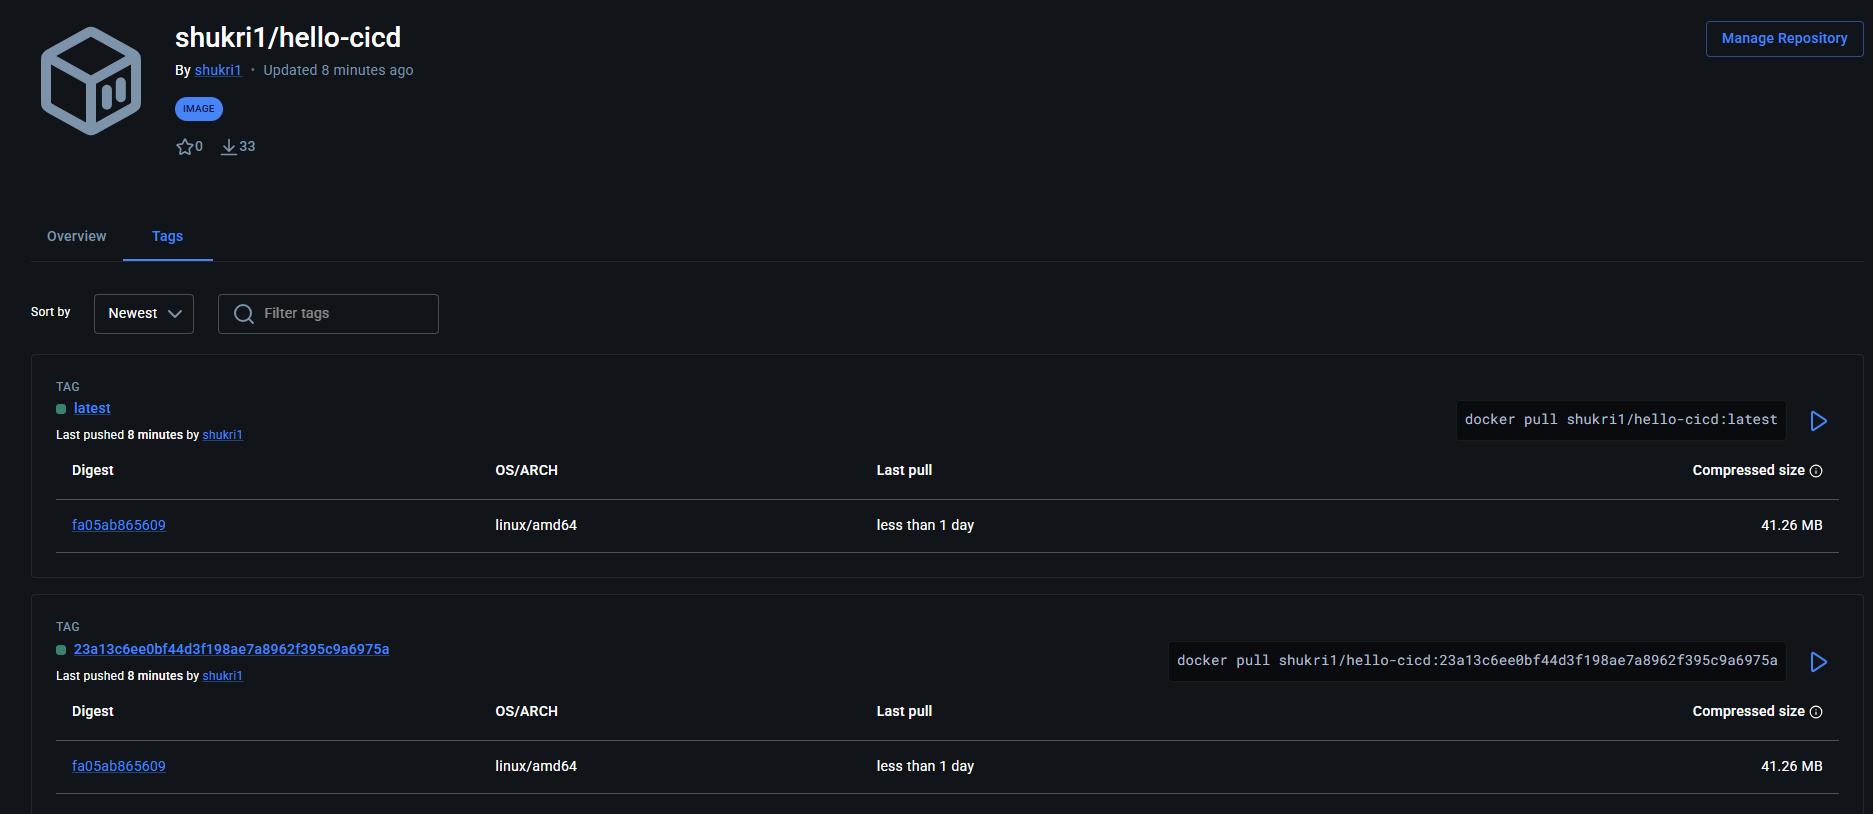 shukri1/hello-cicd
Manage Repository
By shukri1 • Updated 8 minutes ago
IMAGE
0 33
Overview Tags
Sort by Newest Filter tags
TAG
latest
docker pull shukri1/hello-cicd:latest
Last pushed 8 minutes by shukri1
Digest OS/ARCH Last pull Compressed size
fa05ab865609 linux/amd64 less than 1 day 41.26 MB
TAG
23a13c6ee0bf44d3f198ae7a8962f395c9a6975a
docker pull shukri1/hello-cicd:23a13c6ee0bf44d3f198ae7a8962f395c9a6975a
Last pushed 8 minutes by shukri1
Digest OS/ARCH Last pull Compressed size
fa05ab865609 linux/amd64 less than 1 day 41.26 MB